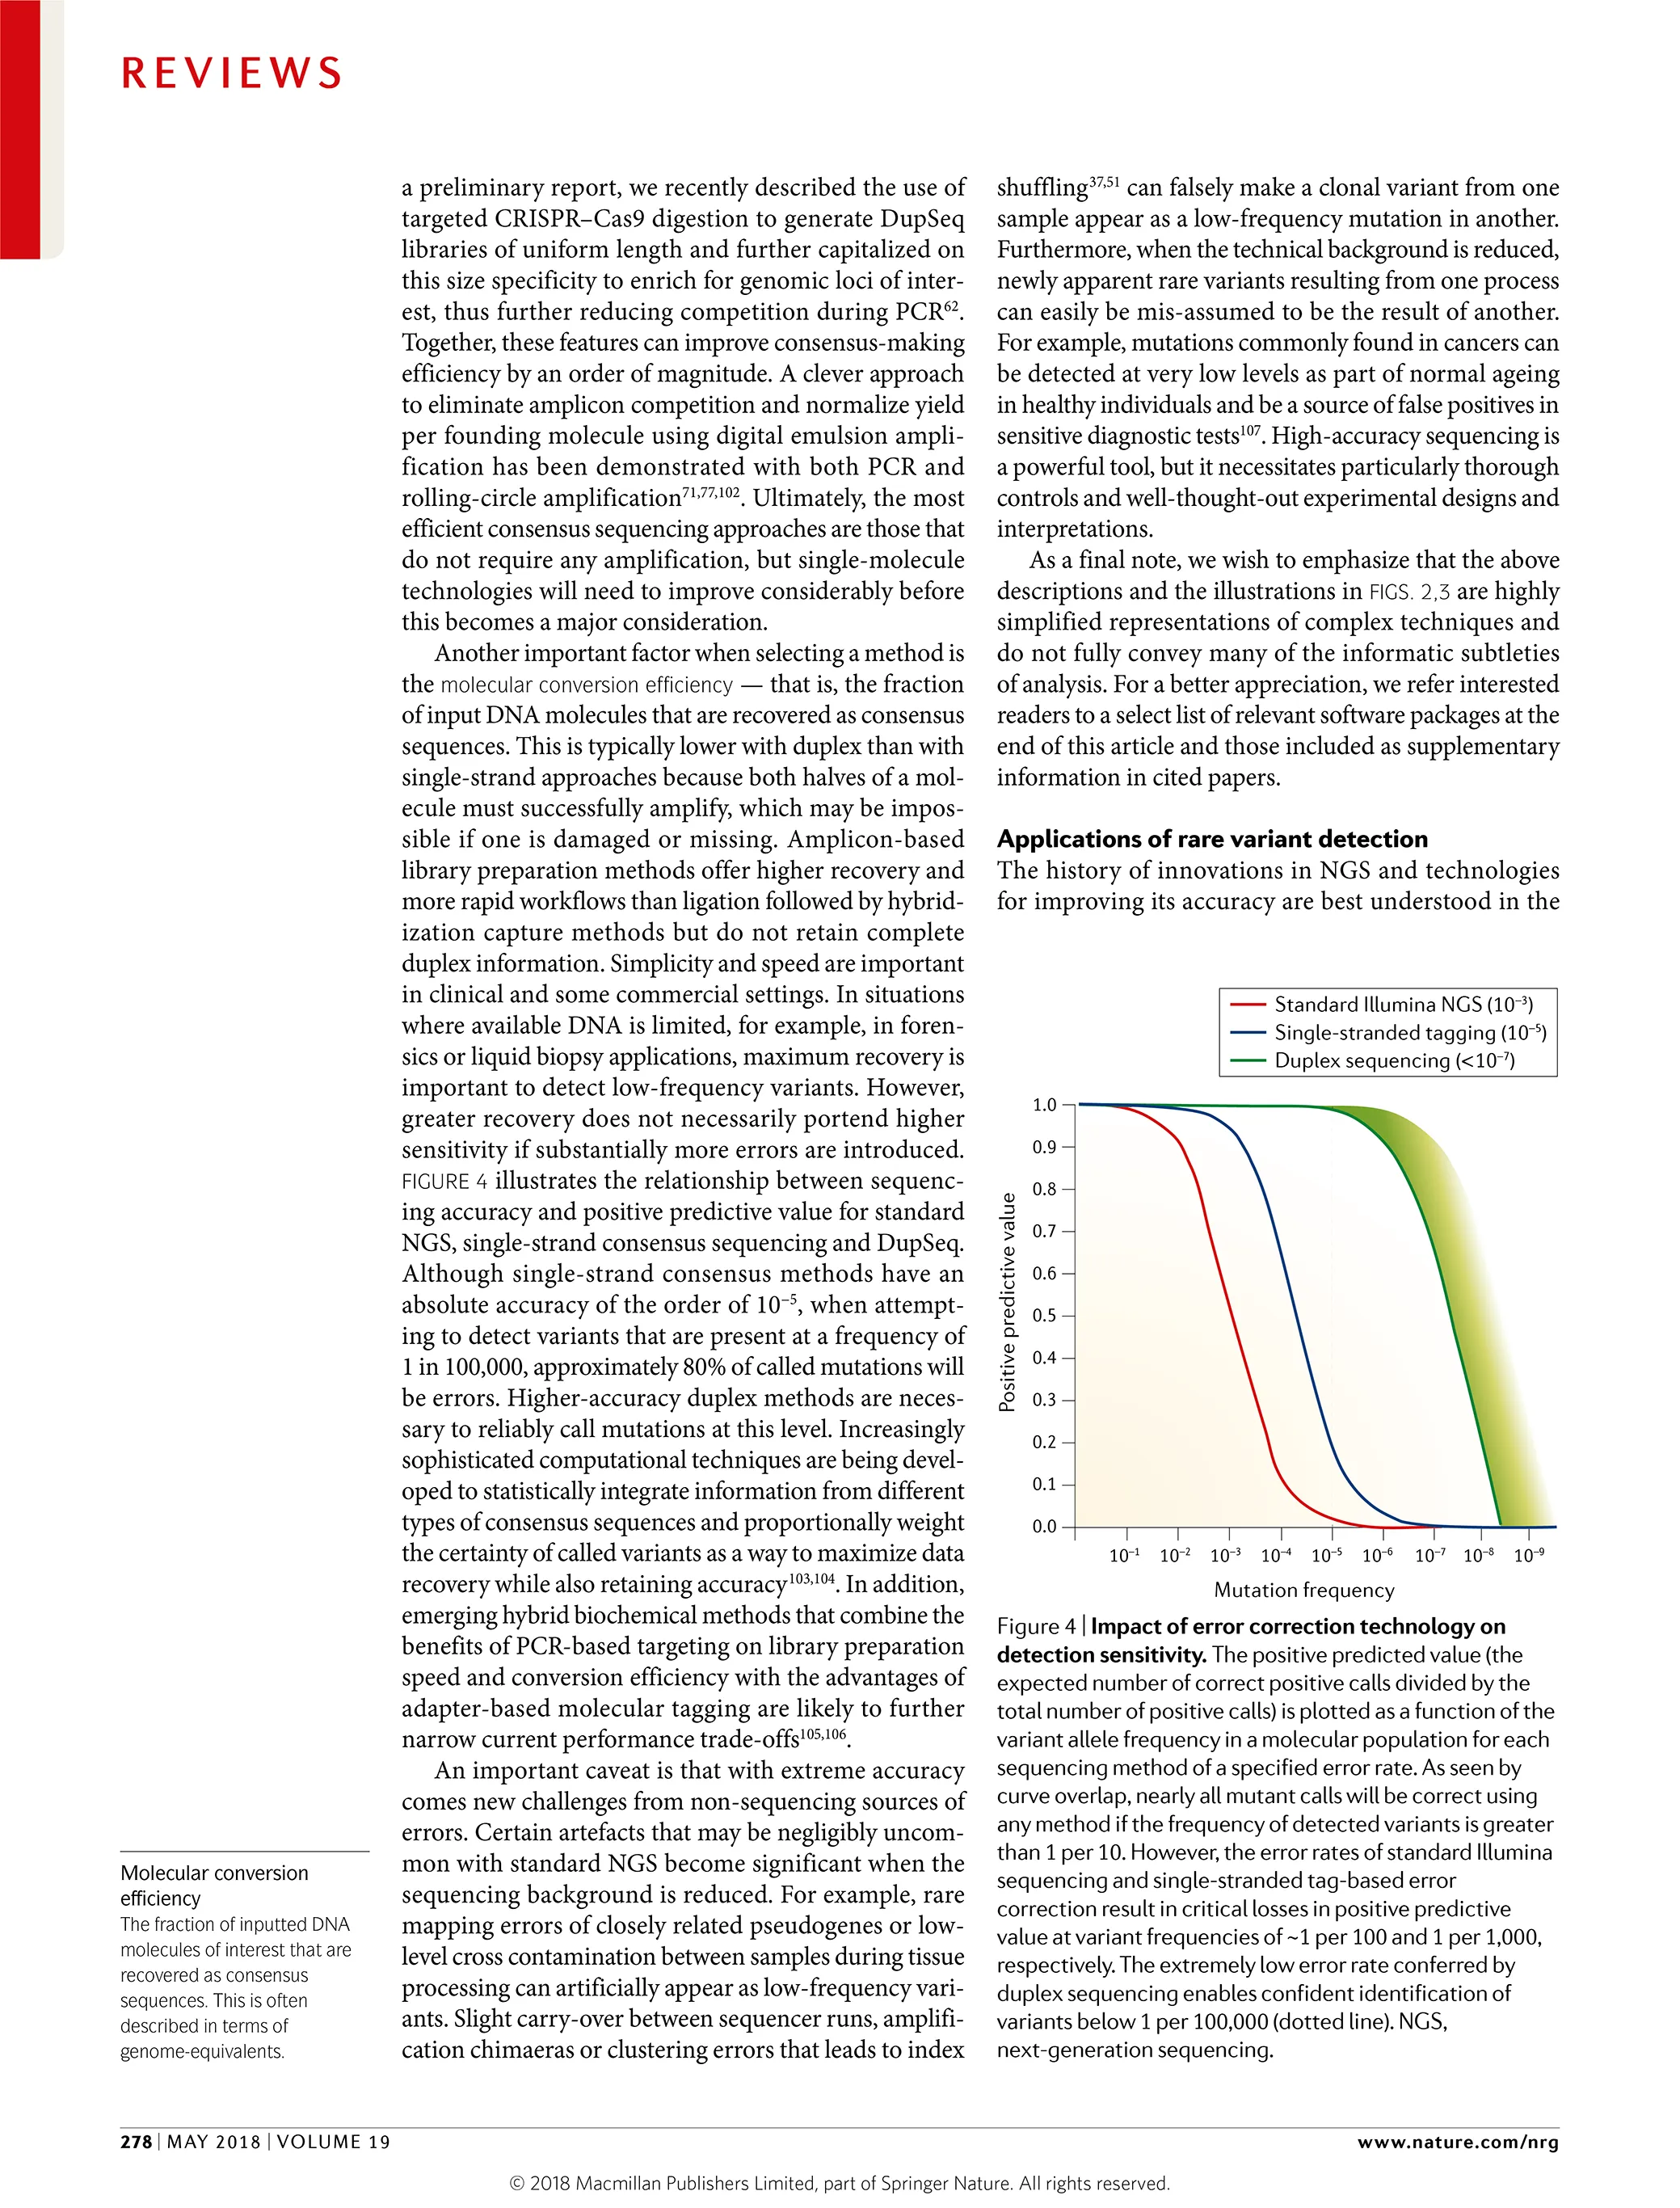 REVIEWS
a preliminary report, we recently described the use of
targeted CRISPR–Cas9 digestion to generate DupSeq
libraries of uniform length and further capitalized on
this size specificity to enrich for genomic loci of inter-
est, thus further reducing competition during PCR⁶².
Together, these features can improve consensus-making
efficiency by an order of magnitude. A clever approach
to eliminate amplicon competition and normalize yield
per founding molecule using digital emulsion ampli-
fication has been demonstrated with both PCR and
rolling-circle amplification⁷¹,⁷⁷,¹⁰². Ultimately, the most
efficient consensus sequencing approaches are those that
do not require any amplification, but single-molecule
technologies will need to improve considerably before
this becomes a major consideration.
Another important factor when selecting a method is
the molecular conversion efficiency — that is, the fraction
of input DNA molecules that are recovered as consensus
sequences. This is typically lower with duplex than with
single-strand approaches because both halves of a mol-
ecule must successfully amplify, which may be impos-
sible if one is damaged or missing. Amplicon-based
library preparation methods offer higher recovery and
more rapid workflows than ligation followed by hybrid-
ization capture methods but do not retain complete
duplex information. Simplicity and speed are important
in clinical and some commercial settings. In situations
where available DNA is limited, for example, in foren-
sics or liquid biopsy applications, maximum recovery is
important to detect low-frequency variants. However,
greater recovery does not necessarily portend higher
sensitivity if substantially more errors are introduced.
FIGURE 4 illustrates the relationship between sequenc-
ing accuracy and positive predictive value for standard
NGS, single-strand consensus sequencing and DupSeq.
Although single-strand consensus methods have an
absolute accuracy of the order of 10⁻⁵, when attempt-
ing to detect variants that are present at a frequency of
1 in 100,000, approximately 80% of called mutations will
be errors. Higher-accuracy duplex methods are neces-
sary to reliably call mutations at this level. Increasingly
sophisticated computational techniques are being devel-
oped to statistically integrate information from different
types of consensus sequences and proportionally weight
the certainty of called variants as a way to maximize data
recovery while also retaining accuracy¹⁰³,¹⁰⁴. In addition,
emerging hybrid biochemical methods that combine the
benefits of PCR-based targeting on library preparation
speed and conversion efficiency with the advantages of
adapter-based molecular tagging are likely to further
narrow current performance trade-offs¹⁰⁵,¹⁰⁶.
An important caveat is that with extreme accuracy
comes new challenges from non-sequencing sources of
errors. Certain artefacts that may be negligibly uncom-
mon with standard NGS become significant when the
sequencing background is reduced. For example, rare
mapping errors of closely related pseudogenes or low-
level cross contamination between samples during tissue
processing can artificially appear as low-frequency vari-
ants. Slight carry-over between sequencer runs, amplifi-
cation chimaeras or clustering errors that leads to index
Molecular conversion
efficiency
The fraction of inputted DNA
molecules of interest that are
recovered as consensus
sequences. This is often
described in terms of
genome-equivalents.
shuffling³⁷,⁵¹ can falsely make a clonal variant from one
sample appear as a low-frequency mutation in another.
Furthermore, when the technical background is reduced,
newly apparent rare variants resulting from one process
can easily be mis-assumed to be the result of another.
For example, mutations commonly found in cancers can
be detected at very low levels as part of normal ageing
in healthy individuals and be a source of false positives in
sensitive diagnostic tests¹⁰⁷. High-accuracy sequencing is
a powerful tool, but it necessitates particularly thorough
controls and well-thought-out experimental designs and
interpretations.
As a final note, we wish to emphasize that the above
descriptions and the illustrations in FIGS. 2,3 are highly
simplified representations of complex techniques and
do not fully convey many of the informatic subtleties
of analysis. For a better appreciation, we refer interested
readers to a select list of relevant software packages at the
end of this article and those included as supplementary
information in cited papers.
Applications of rare variant detection
The history of innovations in NGS and technologies
for improving its accuracy are best understood in the
Standard Illumina NGS (10⁻³)
Single-stranded tagging (10⁻⁵)
Duplex sequencing (<10⁻⁷)
Positive predictive value
1.0
0.9
0.8
0.7
0.6
0.5
0.4
0.3
0.2
0.1
0.0
10⁻¹ 10⁻² 10⁻³ 10⁻⁴ 10⁻⁵ 10⁻⁶ 10⁻⁷ 10⁻⁸ 10⁻⁹
Mutation frequency
Figure 4 | Impact of error correction technology on
detection sensitivity. The positive predicted value (the
expected number of correct positive calls divided by the
total number of positive calls) is plotted as a function of the
variant allele frequency in a molecular population for each
sequencing method of a specified error rate. As seen by
curve overlap, nearly all mutant calls will be correct using
any method if the frequency of detected variants is greater
than 1 per 10. However, the error rates of standard Illumina
sequencing and single-stranded tag-based error
correction result in critical losses in positive predictive
value at variant frequencies of ~1 per 100 and 1 per 1,000,
respectively. The extremely low error rate conferred by
duplex sequencing enables confident identification of
variants below 1 per 100,000 (dotted line). NGS,
next-generation sequencing.
278 | MAY 2018 | VOLUME 19
www.nature.com/nrg
© 2018 Macmillan Publishers Limited, part of Springer Nature. All rights reserved.